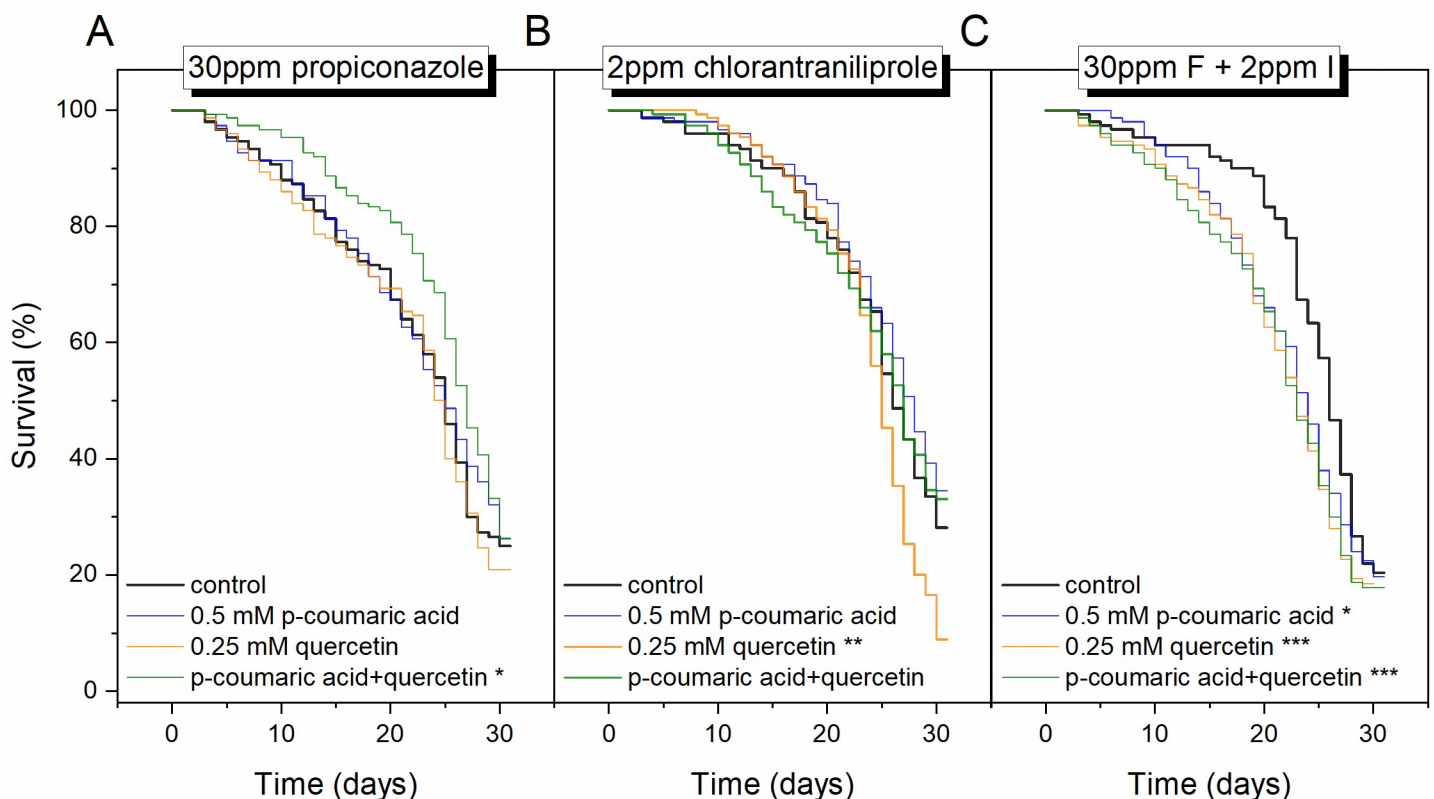 A
30ppm propiconazole
B
2ppm chlorantraniliprole
C
30ppm F + 2ppm I
Survival (%)
100
80
60
40
20
0
control
0.5 mM p-coumaric acid
0.25 mM quercetin
p-coumaric acid+quercetin *
control
0.5 mM p-coumaric acid
0.25 mM quercetin **
p-coumaric acid+quercetin
control
0.5 mM p-coumaric acid *
0.25 mM quercetin ***
p-coumaric acid+quercetin ***
0 10 20 30
0 10 20 30
0 10 20 30
Time (days)
Time (days)
Time (days)